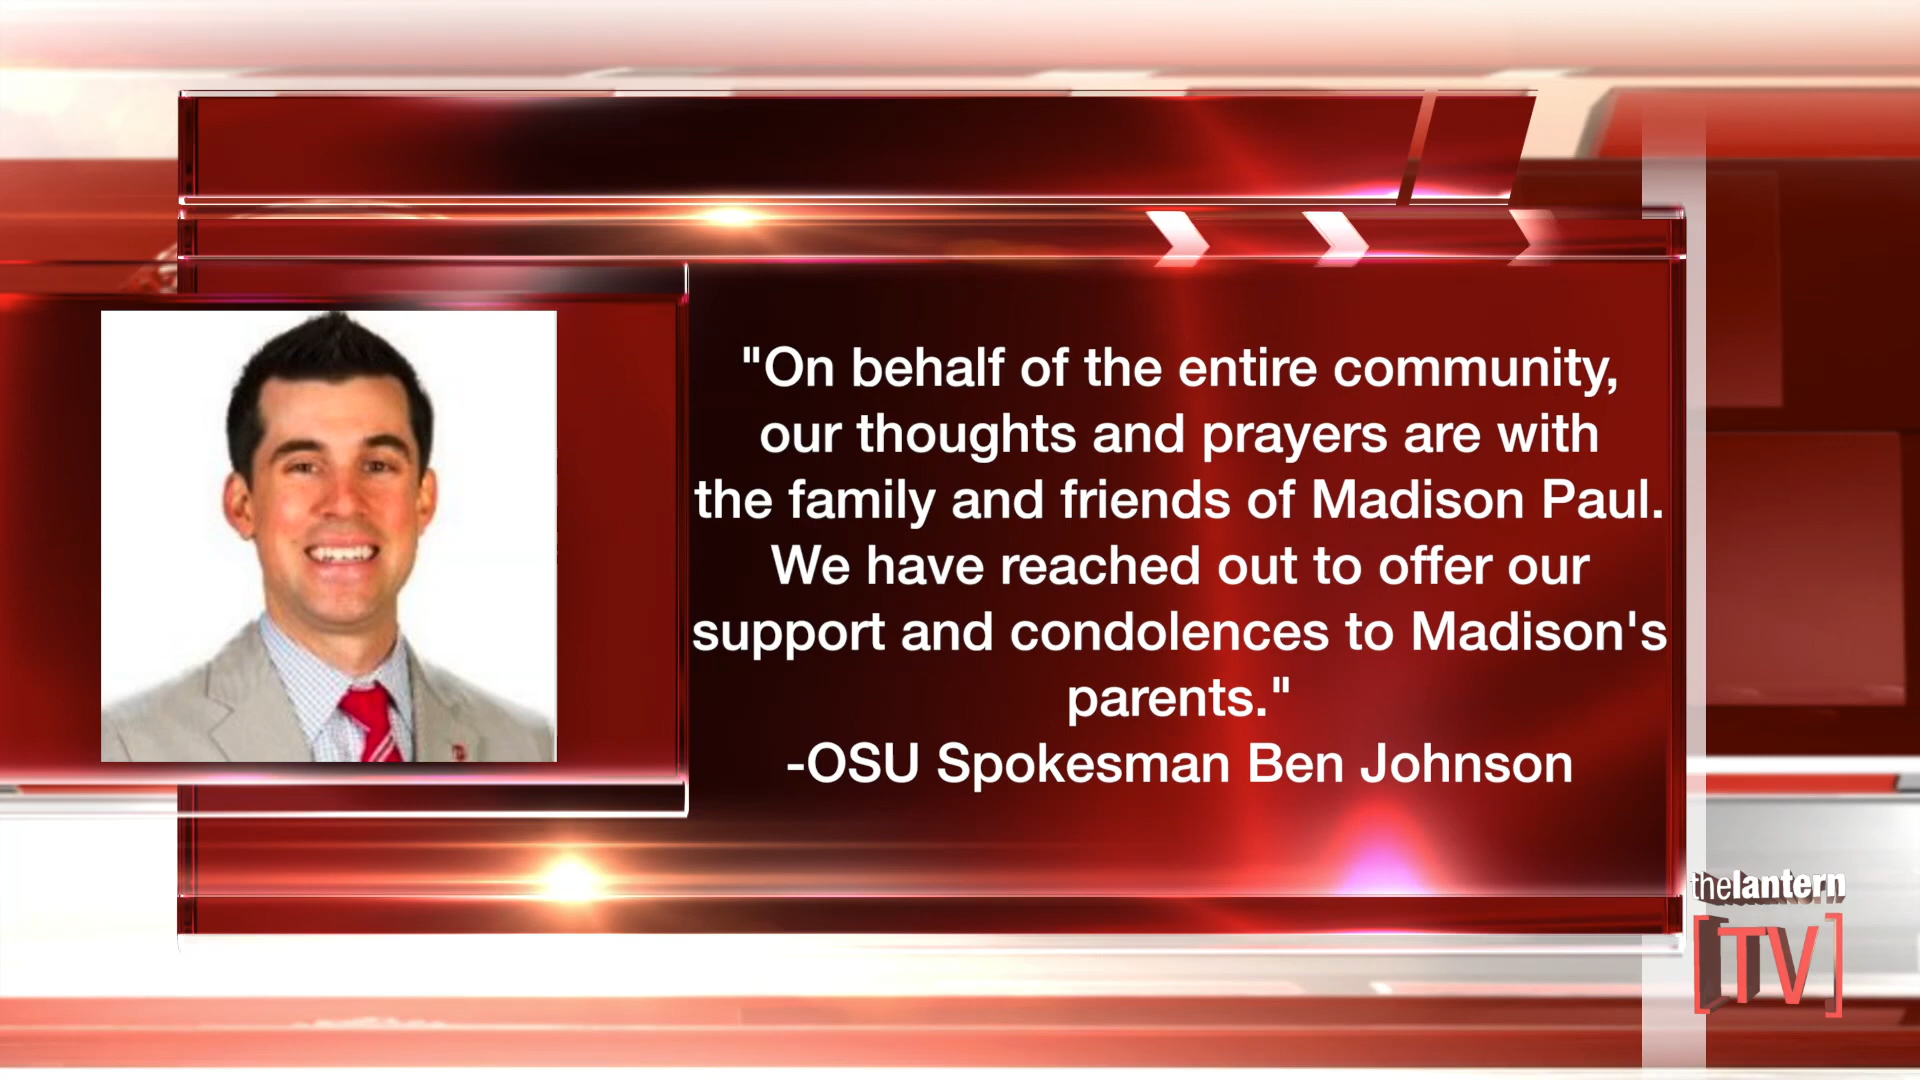 "On behalf of the entire community,
our thoughts and prayers are with
the family and friends of Madison Paul.
We have reached out to offer our
support and condolences to Madison's
parents."
-OSU Spokesman Ben Johnson
thelantern
[TV]